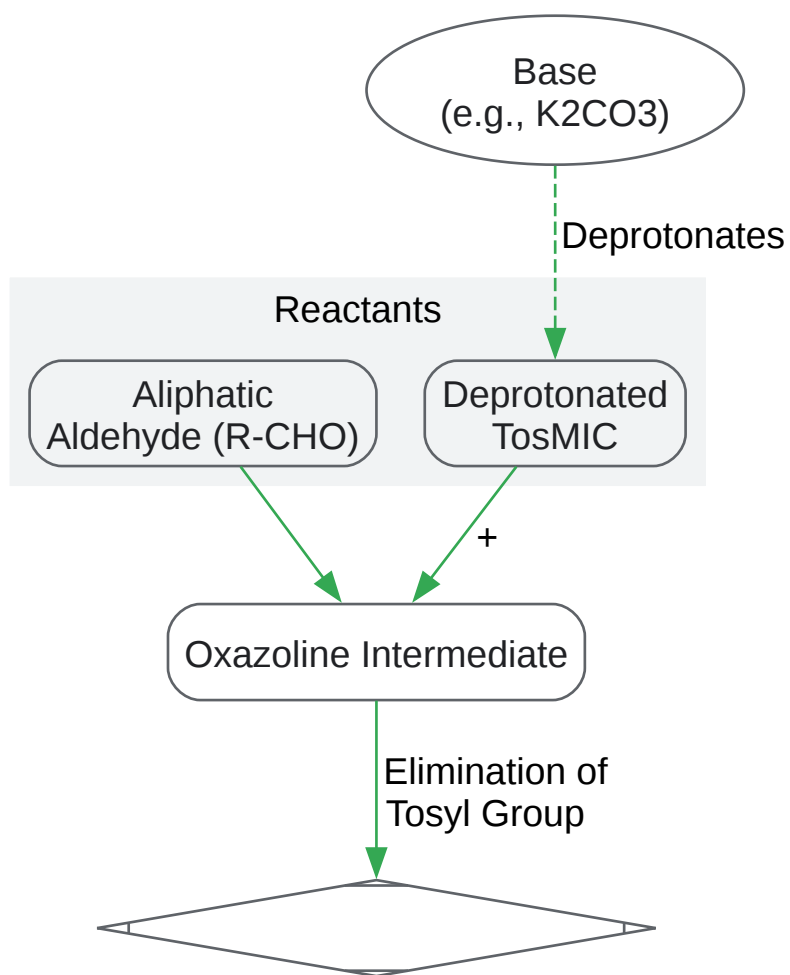 Base
(e.g., K2CO3)
Deprotonates
Reactants
Aliphatic
Aldehyde (R-CHO)
Deprotonated
TosMIC
+
Oxazoline Intermediate
Elimination of
Tosyl Group